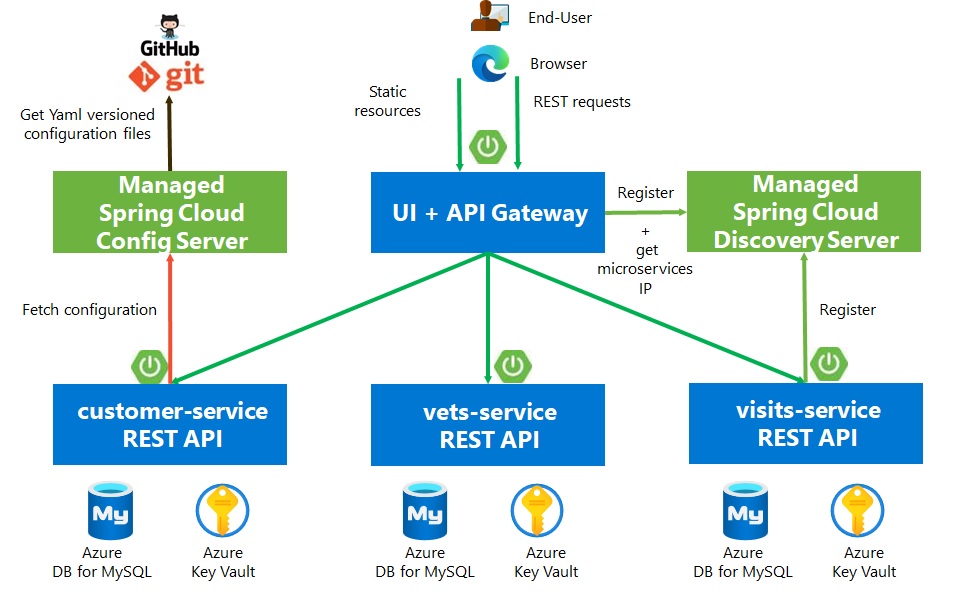 End-User
GitHub
git
Browser
Static
resources
REST requests
Get Yaml versioned
configuration files
Managed
Spring Cloud
Config Server
UI + API Gateway
Register
+
get
microservices
IP
Managed
Spring Cloud
Discovery Server
Fetch configuration
Register
customer-service
REST API
vets-service
REST API
visits-service
REST API
My
My
My
Azure
DB for MySQL
Azure
Key Vault
Azure
DB for MySQL
Azure
Key Vault
Azure
DB for MySQL
Azure
Key Vault